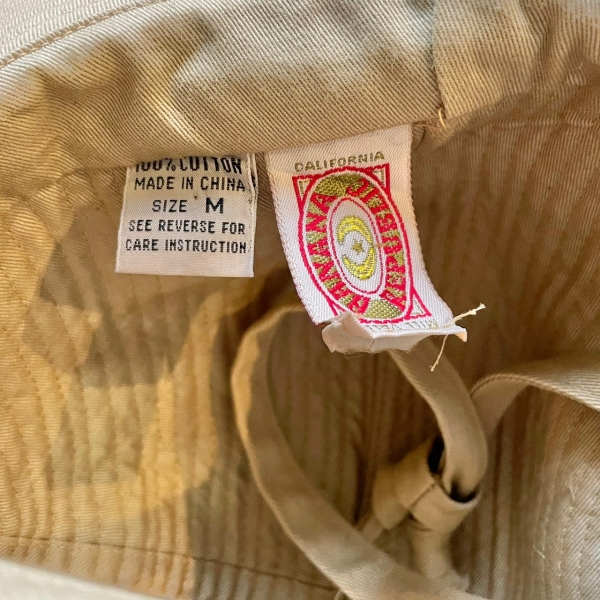 100% COTTON
MADE IN CHINA
SIZE M
SEE REVERSE FOR
CARE INSTRUCTION
CALIFORNIA
BANANA REPUBLIC